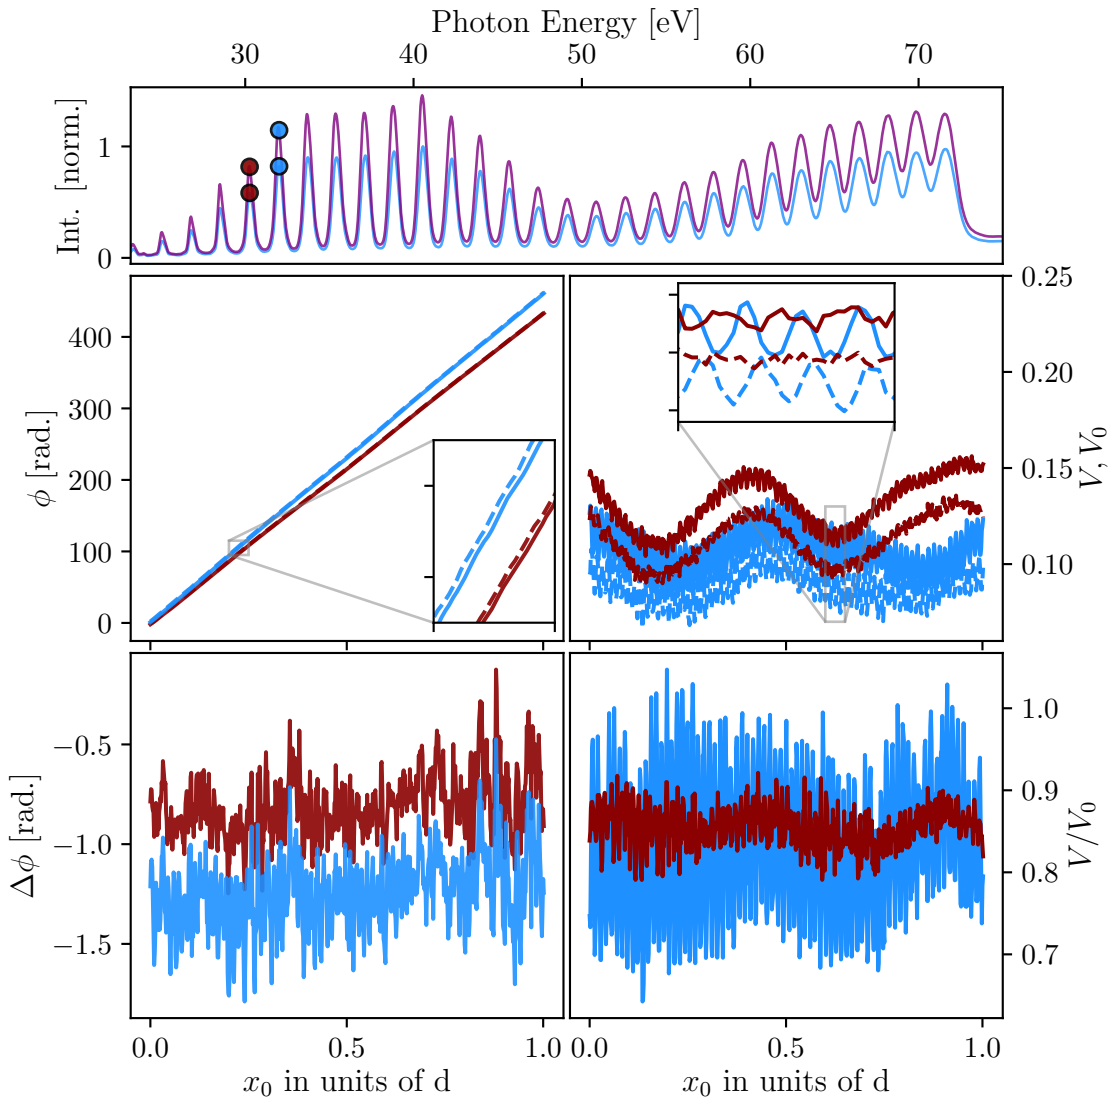 Photon Energy [eV]
30 40 50 60 70
Int. [norm.]
1
0
ϕ [rad.]
400
300
200
100
0
0.25
0.20
0.15
0.10
V, V₀
Δϕ [rad.]
−0.5
−1.0
−1.5
1.0
0.9
0.8
0.7
V/V₀
0.0 0.5 1.0 0.0 0.5 1.0
x₀ in units of d x₀ in units of d